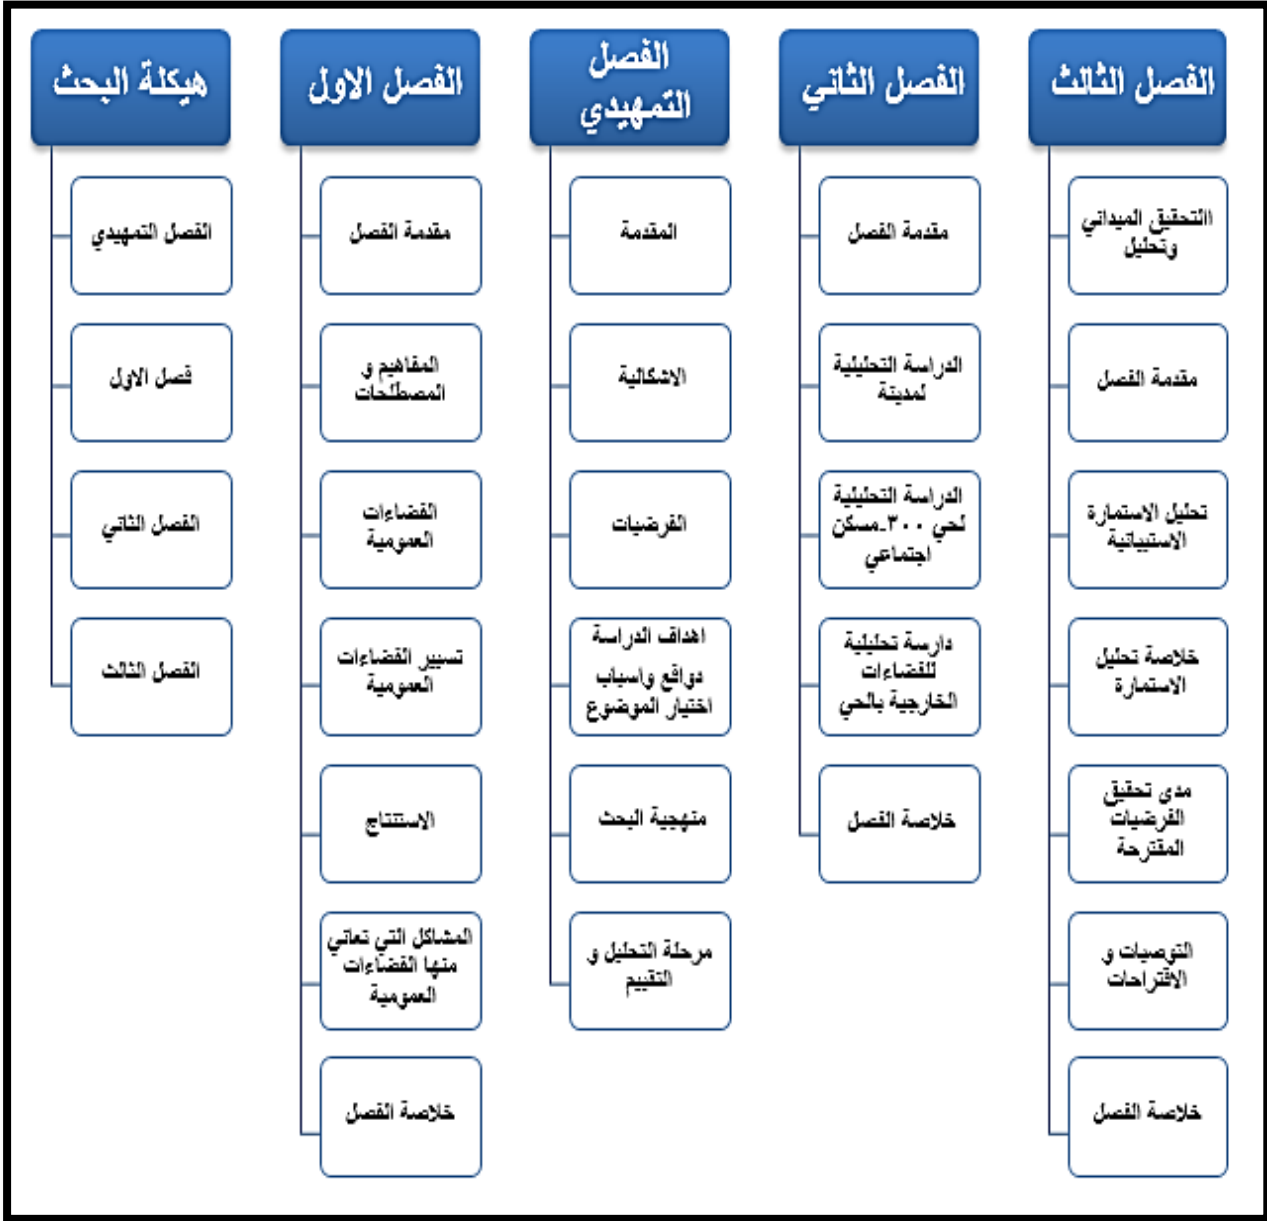 هيكلة البحث
الفصل التمهيدي
فصل الاول
الفصل الثاني
الفصل الثالث
الفصل الاول
مقدمة الفصل
المفاهيم و
المصطلحات
الفضاءات
العمومية
تسيير الفضاءات
العمومية
الاستنتاج
المشاكل التي تعاني
منها الفضاءات
العمومية
خلاصة الفصل
الفصل
التمهيدي
المقدمة
الاشكالية
الفرضيات
اهداف الدراسة
دوافع واسباب
اختيار الموضوع
منهجية البحث
مرحلة التحليل و
التقييم
الفصل الثاني
مقدمة الفصل
الدراسة التحليلية
لمدينة
الدراسة التحليلية
لحي ٣٠٠-مسكن
اجتماعي
دارسة تحليلية
للفضاءات
الخارجية بالحي
خلاصة الفصل
الفصل الثالث
االتحقيق الميداني
وتحليل
مقدمة الفصل
تحليل الاستمارة
الاستبيانية
خلاصة تحليل
الاستمارة
مدى تحقيق
الفرضيات
المقترحة
التوصيات و
الاقتراحات
خلاصة الفصل